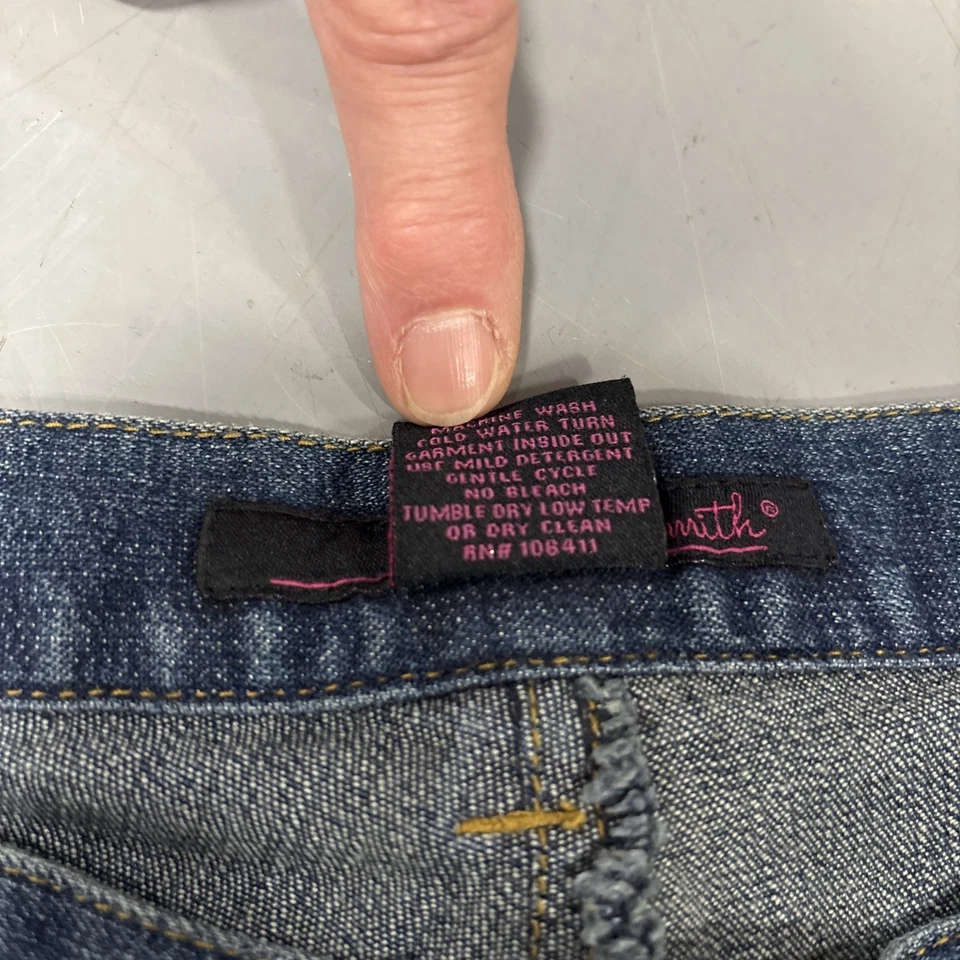 MACHINE WASH
COLD WATER TURN
GARMENT INSIDE OUT
USE MILD DETERGENT
GENTLE CYCLE
NO BLEACH
TUMBLE DRY LOW TEMP
OR DRY CLEAN
RN# 106411
mith®